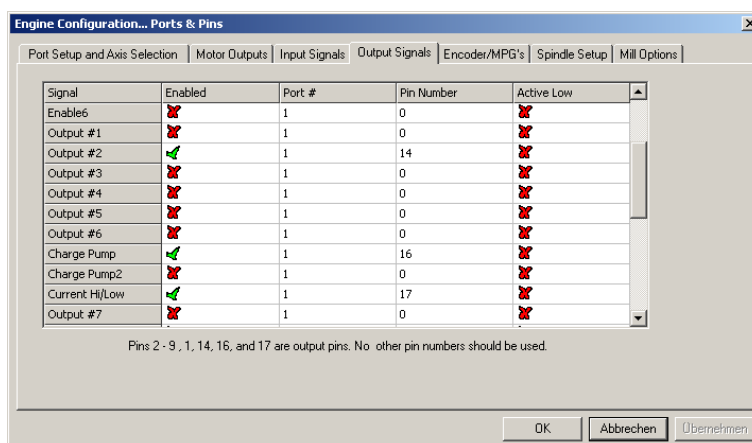 Engine Configuration... Ports & Pins
Port Setup and Axis Selection Motor Outputs Input Signals Output Signals Encoder/MPG's Spindle Setup Mill Options
Signal Enabled Port # Pin Number Active Low
Enable6 1 0
Output #1 1 0
Output #2 1 14
Output #3 1 0
Output #4 1 0
Output #5 1 0
Output #6 1 0
Charge Pump 1 16
Charge Pump2 1 0
Current Hi/Low 1 17
Output #7 1 0
Pins 2 - 9 , 1, 14, 16, and 17 are output pins. No other pin numbers should be used.
OK Abbrechen Übernehmen